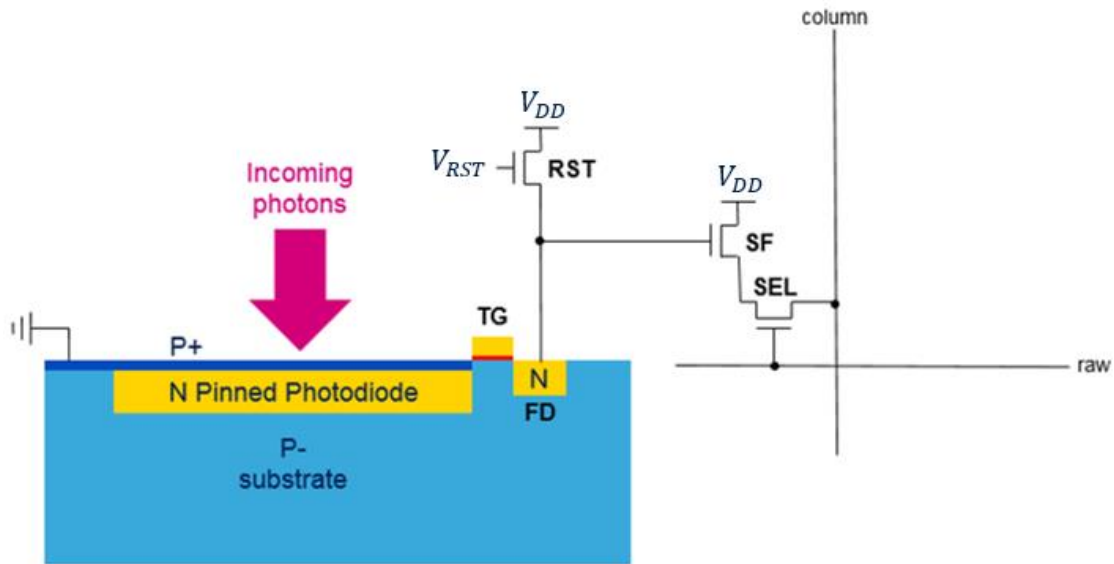 column
V_DD
V_RST
RST
Incoming
photons
V_DD
SF
SEL
TG
P+
raw
N Pinned Photodiode
N
FD
P-
substrate